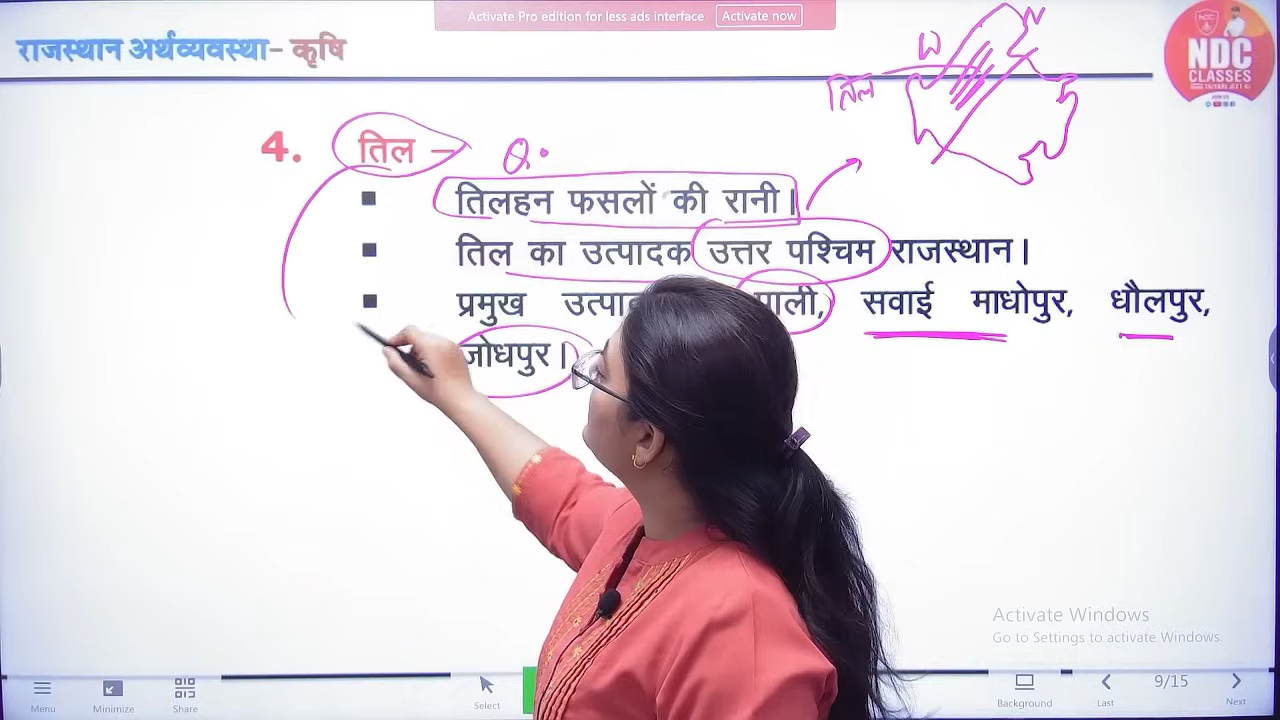 Activate Pro edition for less ads interface Activate now
राजस्थान अर्थव्यवस्था- कृषि
NCC
NDC
CLASSES
W
N
तिल
4. तिल –
Q.
▪ तिलहन फसलों की रानी।
▪ तिल का उत्पादक उत्तर पश्चिम राजस्थान।
▪ प्रमुख पाली, सवाई माधोपुर, धौलपुर,
जोधपुर।
Activate Windows
Go to Settings to activate Windows.
Menu Minimize Share Select Background Last 9/15 Next